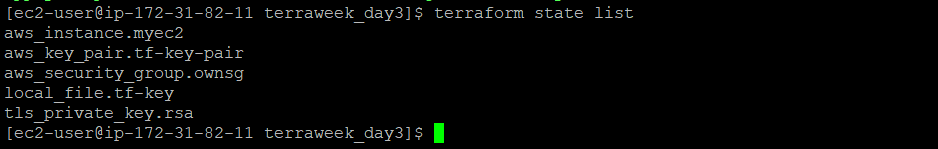 [ec2-user@ip-172-31-82-11 terraweek_day3]$ terraform state list
aws_instance.myec2
aws_key_pair.tf-key-pair
aws_security_group.ownsg
local_file.tf-key
tls_private_key.rsa
[ec2-user@ip-172-31-82-11 terraweek_day3]$